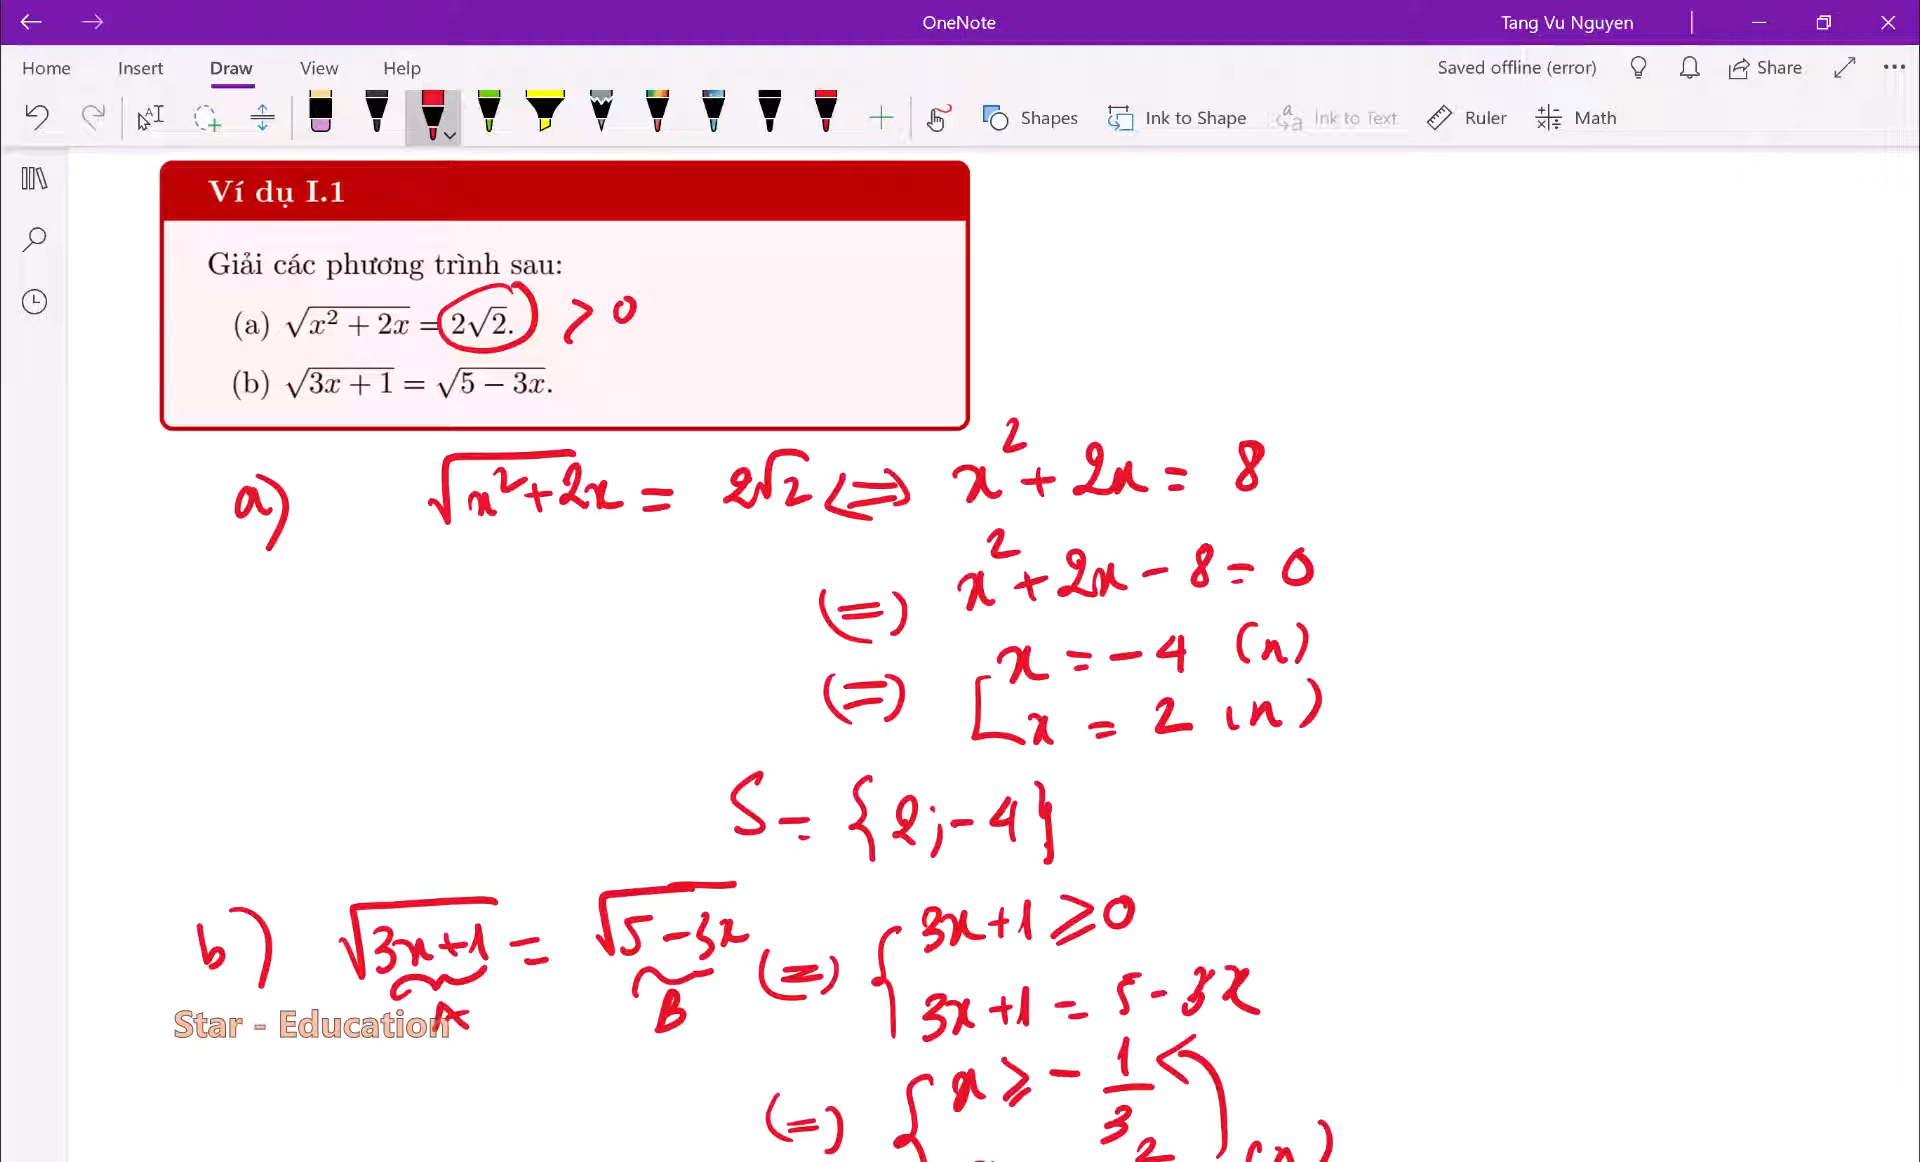 OneNote
Tang Vu Nguyen
Home Insert Draw View Help
Saved offline (error) Share
Shapes Ink to Shape Ink to Text Ruler Math
Ví dụ I.1
Giải các phương trình sau:
(a) √(x² + 2x) = 2√2. > 0
(b) √(3x + 1) = √(5 − 3x).
a) √(x²+2x) = 2√2 <=> x² + 2x = 8
(=) x² + 2x − 8 = 0
(=) [ x = −4 (n)
x = 2 (n)
S = {2; −4}
b) √(3x+1) = √(5−3x) (=) { 3x+1 ⩾ 0
3x+1 = 5 − 3x
A B
Star - Education
(=) { x ⩾ − 1/3
2 (n)